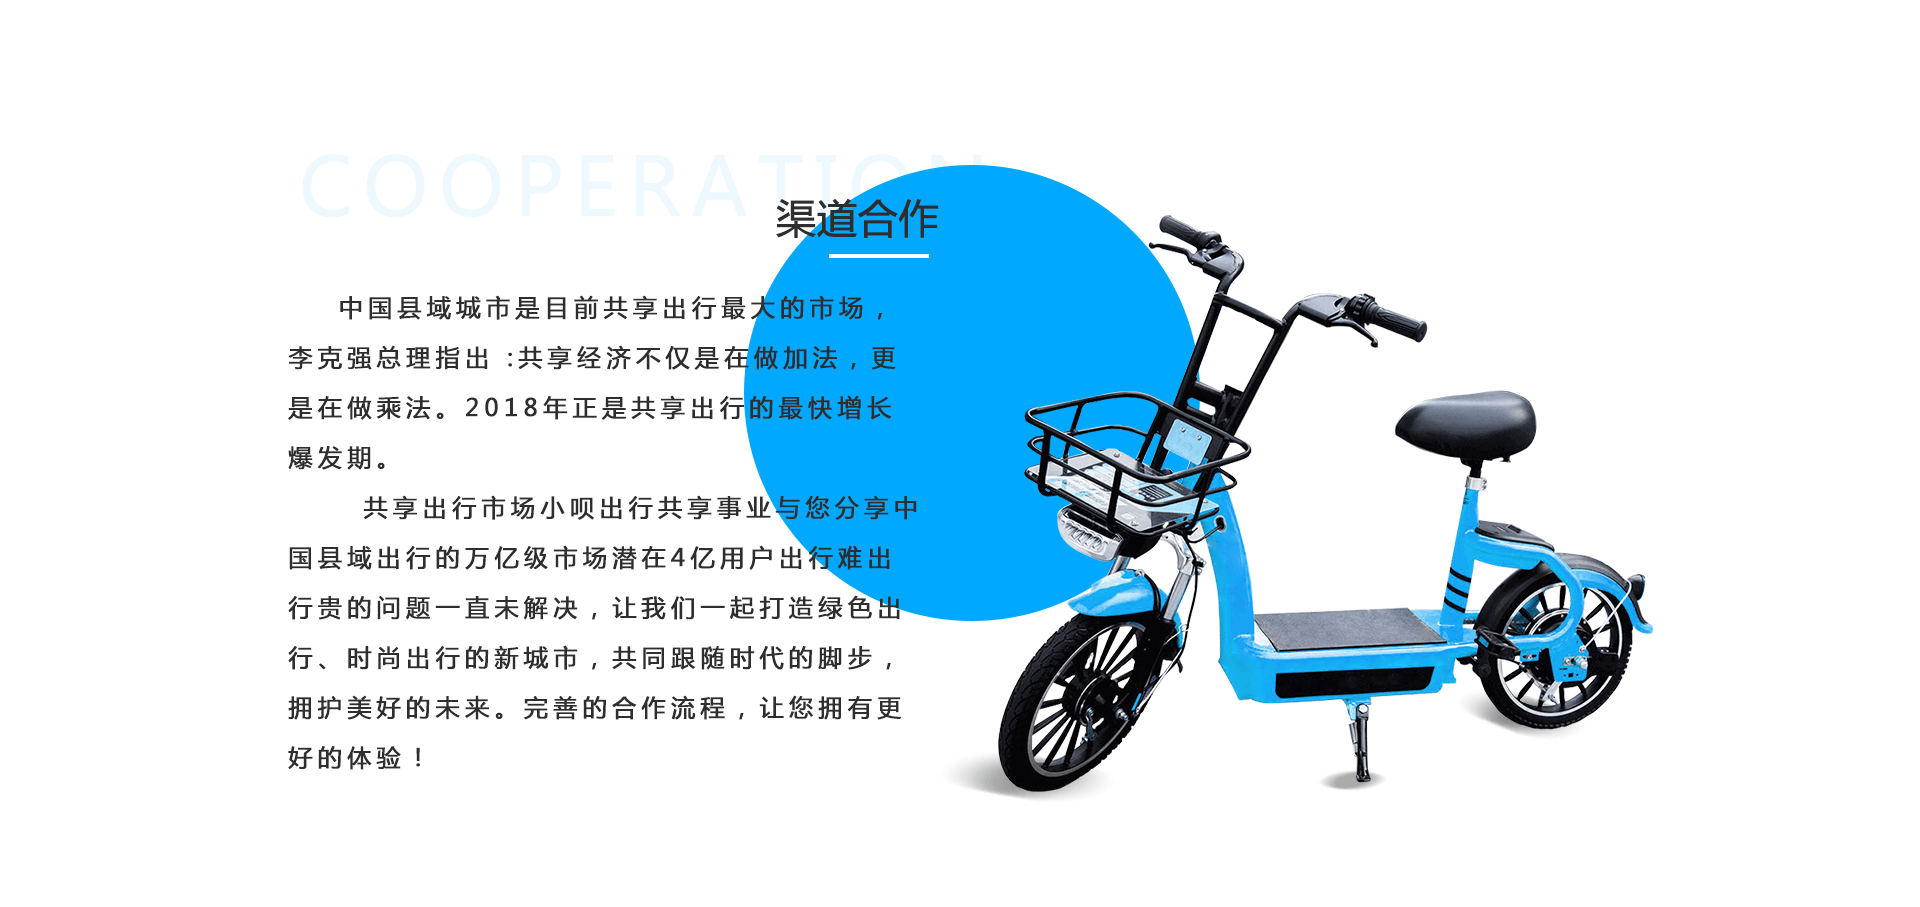 COOPERATION
渠道合作
中国县域城市是目前共享出行最大的市场，
李克强总理指出 :共享经济不仅是在做加法，更
是在做乘法。2018年正是共享出行的最快增长
爆发期。
共享出行市场小呗出行共享事业与您分享中
国县域出行的万亿级市场潜在4亿用户出行难出
行贵的问题一直未解决，让我们一起打造绿色出
行、时尚出行的新城市，共同跟随时代的脚步，
拥护美好的未来。完善的合作流程，让您拥有更
好的体验！